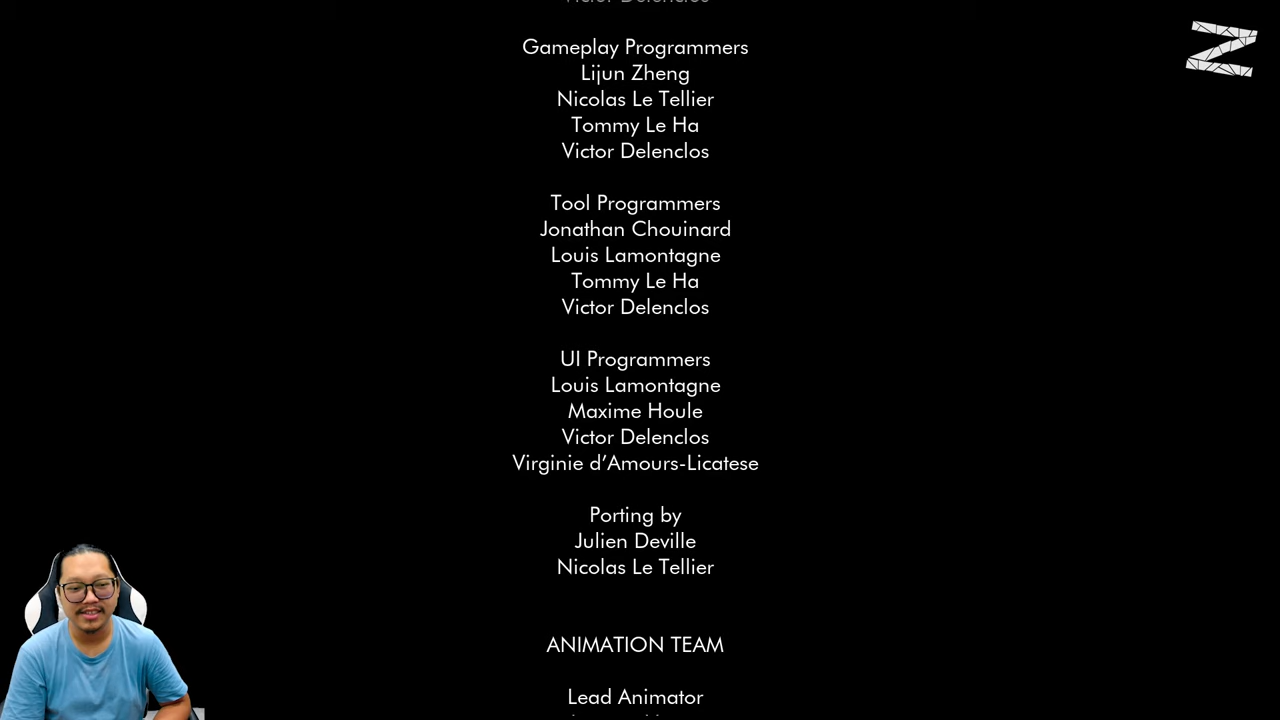 Victor Delenclos
Gameplay Programmers
Lijun Zheng
Nicolas Le Tellier
Tommy Le Ha
Victor Delenclos
Tool Programmers
Jonathan Chouinard
Louis Lamontagne
Tommy Le Ha
Victor Delenclos
UI Programmers
Louis Lamontagne
Maxime Houle
Victor Delenclos
Virginie d’Amours-Licatese
Porting by
Julien Deville
Nicolas Le Tellier
ANIMATION TEAM
Lead Animator
Z